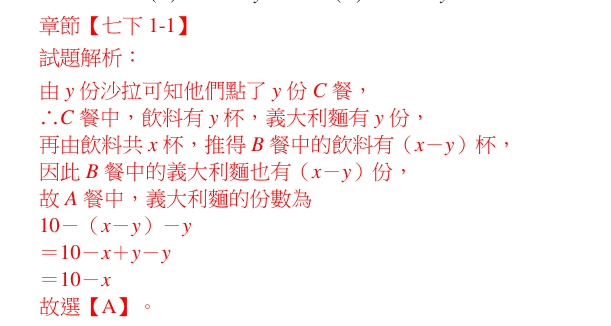 章節【七下 1-1】
試題解析：
由 y 份沙拉可知他們點了 y 份 C 餐，
∴C 餐中，飲料有 y 杯，義大利麵有 y 份，
再由飲料共 x 杯，推得 B 餐中的飲料有（x－y）杯，
因此 B 餐中的義大利麵也有（x－y）份，
故 A 餐中，義大利麵的份數為
10－（x－y）－y
＝10－x＋y－y
＝10－x
故選【A】。